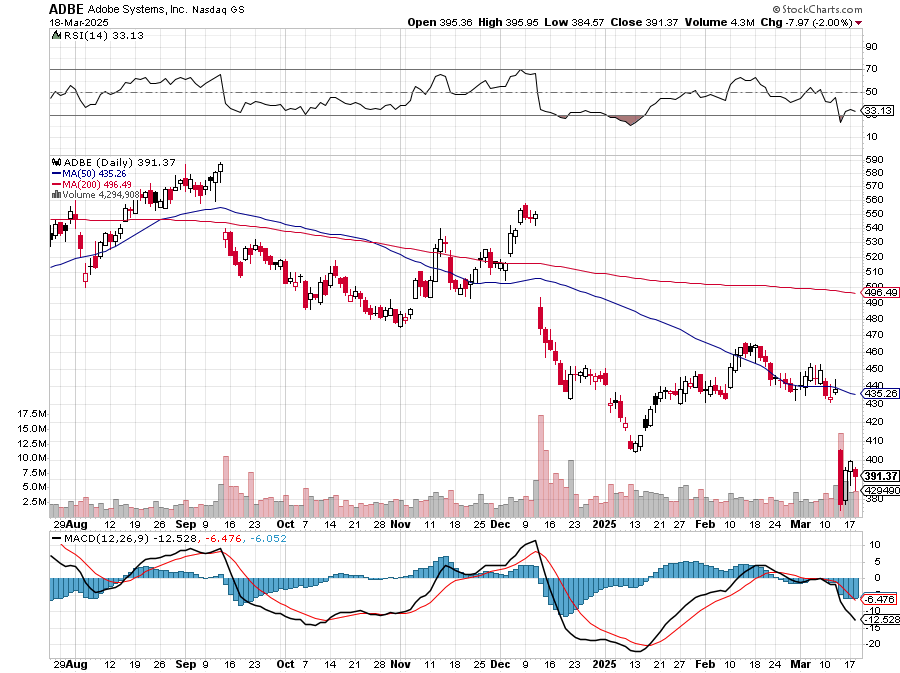 ADBE Adobe Systems, Inc. Nasdaq GS
© StockCharts.com
18-Mar-2025
Open 395.36 High 395.95 Low 384.57 Close 391.37 Volume 4.3M Chg -7.97 (-2.00%)
RSI(14) 33.13
90
70
50
33.13
30
10
ADBE (Daily) 391.37
MA(50) 435.26
MA(200) 496.49
Volume 4,294,908
590
580
570
560
550
540
530
520
510
500
496.49
490
480
470
460
450
440
435.26
430
420
410
400
391.37
429490
380
17.5M
15.0M
12.5M
10.0M
7.5M
5.0M
2.5M
29 Aug 12 19 26 Sep 9 16 23 Oct 7 14 21 28 Nov 11 18 25 Dec 9 16 23 2025 13 21 27 Feb 10 18 24 Mar 10 17
MACD(12,26,9) -12.528, -6.476, -6.052
10
5
0
-5
-6.476
-10
-12.528
-15
-20
29 Aug 12 19 26 Sep 9 16 23 Oct 7 14 21 28 Nov 11 18 25 Dec 9 16 23 2025 13 21 27 Feb 10 18 24 Mar 10 17